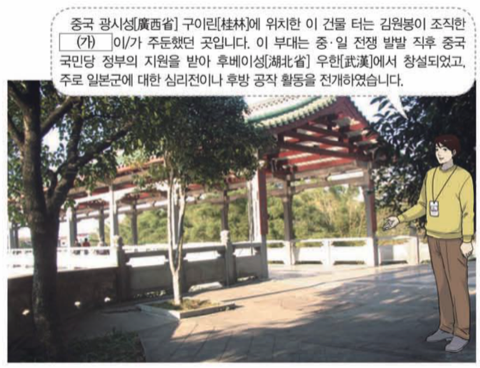 중국 광시성[廣西省] 구이린[桂林]에 위치한 이 건물 터는 김원봉이 조직한
(가) 이/가 주둔했던 곳입니다. 이 부대는 중·일 전쟁 발발 직후 중국
국민당 정부의 지원을 받아 후베이성[湖北省] 우한[武漢]에서 창설되었고,
주로 일본군에 대한 심리전이나 후방 공작 활동을 전개하였습니다.